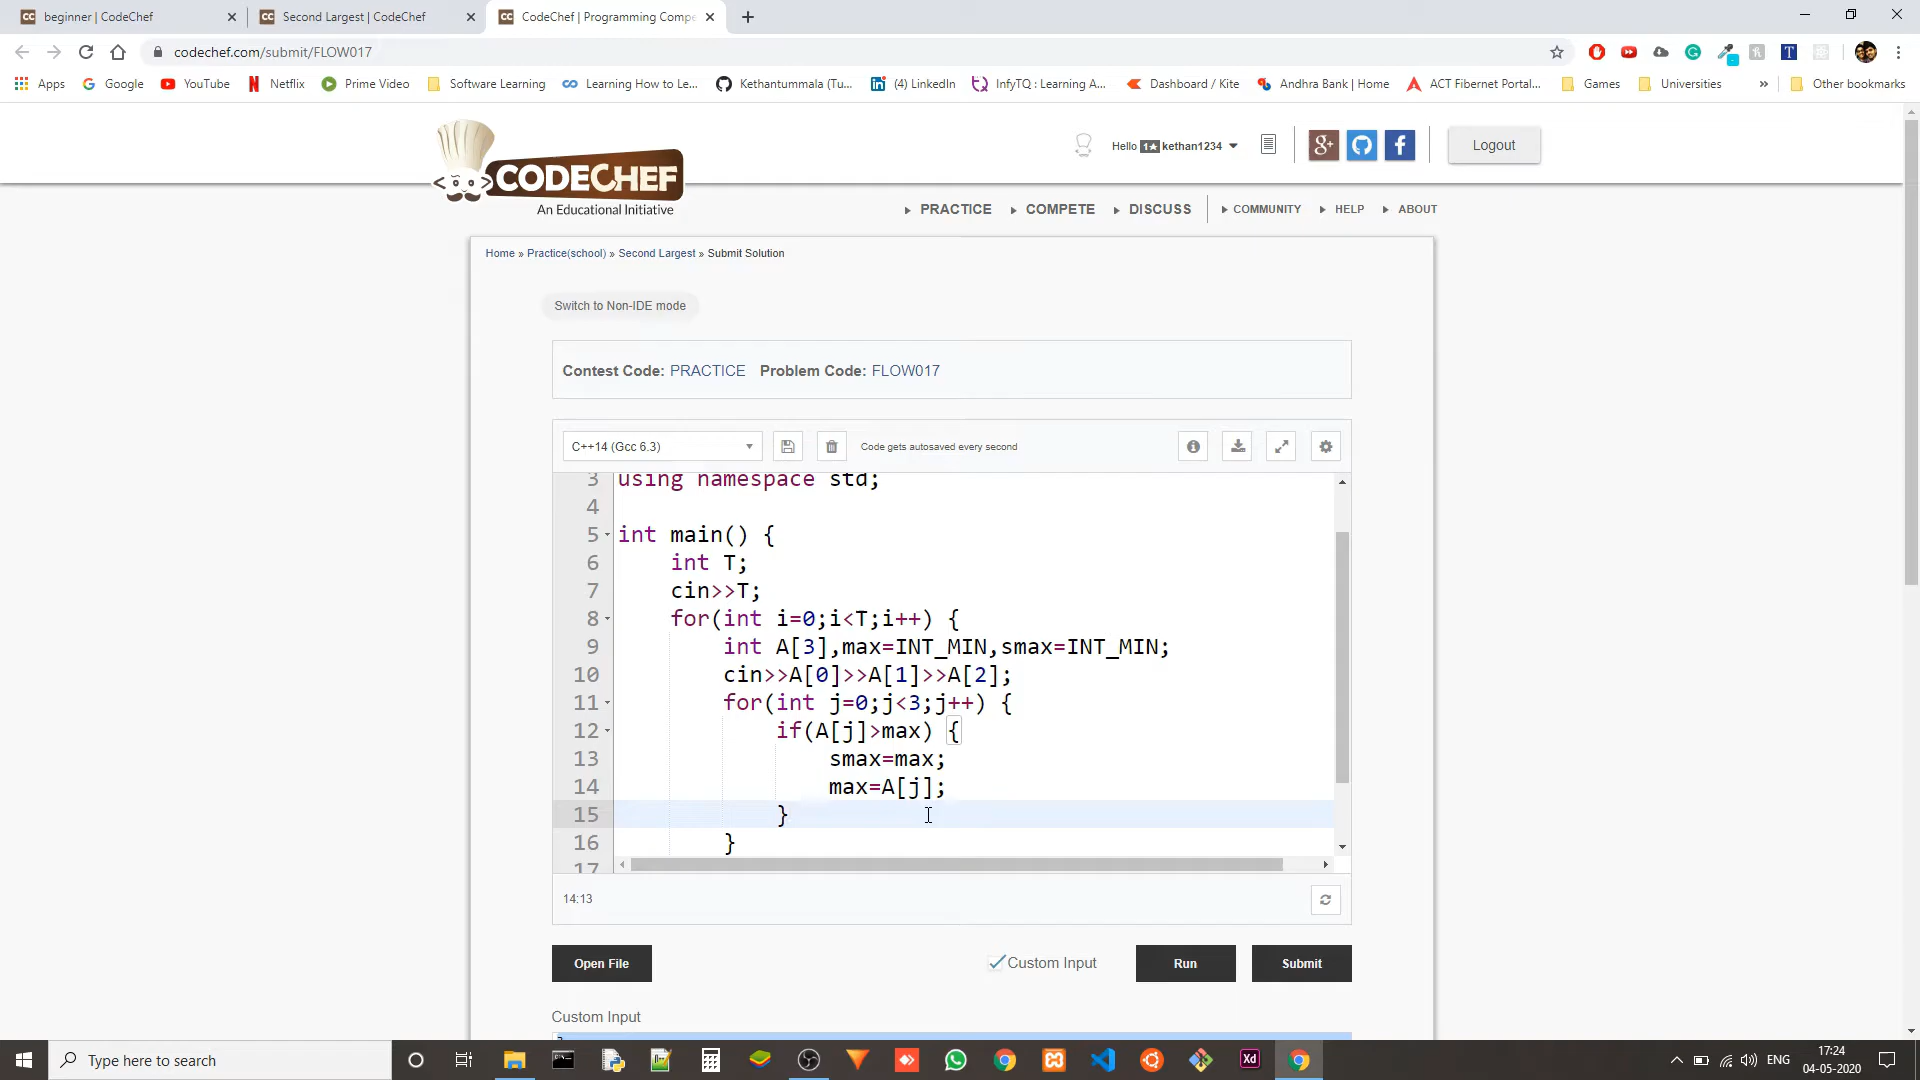 beginner | CodeChef
Second Largest | CodeChef
CodeChef | Programming Compe
codechef.com/submit/FLOW017
Apps
Google
YouTube
Netflix
Prime Video
Software Learning
Learning How to Le...
Kethantummala (Tu...
(4) LinkedIn
InfyTQ : Learning A...
Dashboard / Kite
Andhra Bank | Home
ACT Fibernet Portal...
Games
Universities
»
Other bookmarks
CODECHEF
An Educational Initiative
Hello 1★ kethan1234
Logout
PRACTICE
COMPETE
DISCUSS
COMMUNITY
HELP
ABOUT
Home » Practice(school) » Second Largest » Submit Solution
Switch to Non-IDE mode
Contest Code: PRACTICE Problem Code: FLOW017
C++14 (Gcc 6.3)
Code gets autosaved every second
3 using namespace std;
4
5 int main() {
6 int T;
7 cin>>T;
8 for(int i=0;i<T;i++) {
9 int A[3],max=INT_MIN,smax=INT_MIN;
10 cin>>A[0]>>A[1]>>A[2];
11 for(int j=0;j<3;j++) {
12 if(A[j]>max) {
13 smax=max;
14 max=A[j];
15 }
16 }
17
14:13
Open File
Custom Input
Run
Submit
Custom Input
Type here to search
Xd
ENG
17:24
04-05-2020